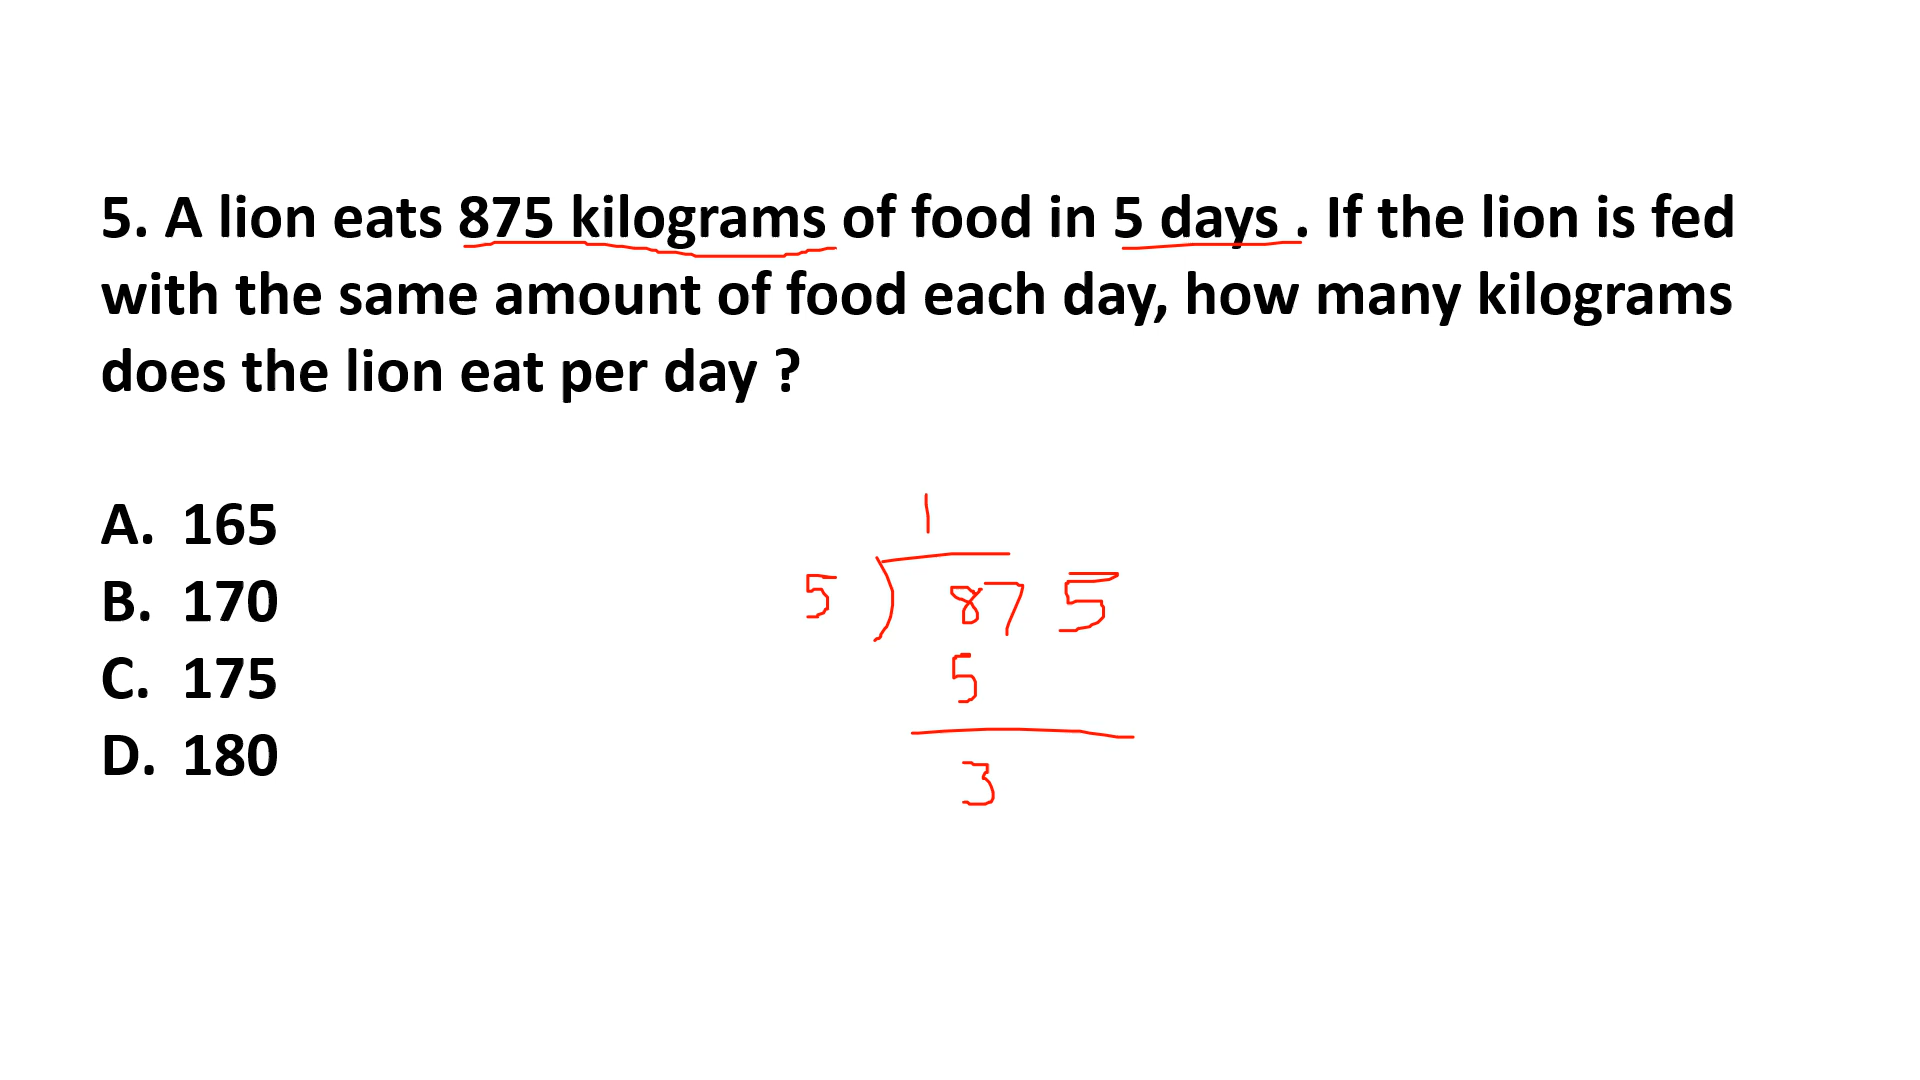 5. A lion eats 875 kilograms of food in 5 days . If the lion is fed
with the same amount of food each day, how many kilograms
does the lion eat per day ?
A. 165
B. 170
C. 175
D. 180
1
5 ) 87 5
5
3